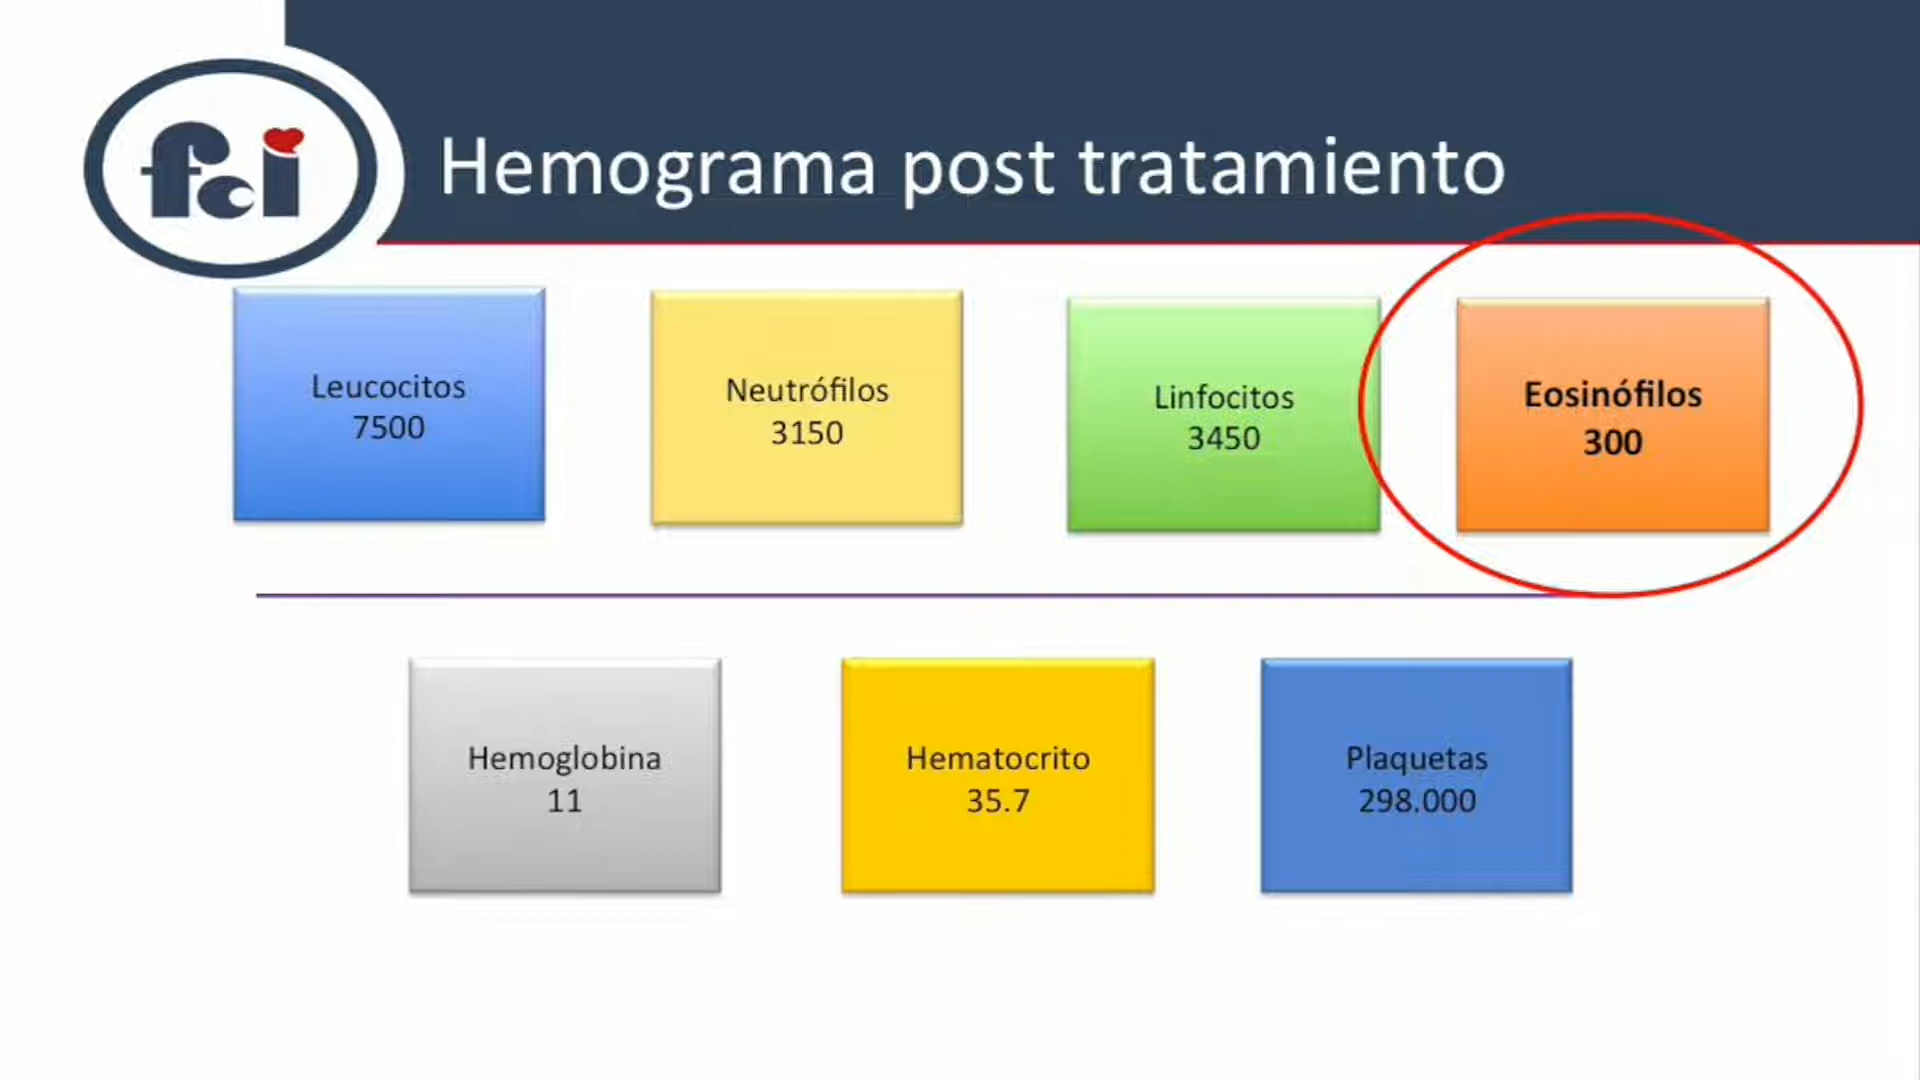 fci
Hemograma post tratamiento
Leucocitos
7500
Neutrófilos
3150
Linfocitos
3450
Eosinófilos
300
Hemoglobina
11
Hematocrito
35.7
Plaquetas
298.000